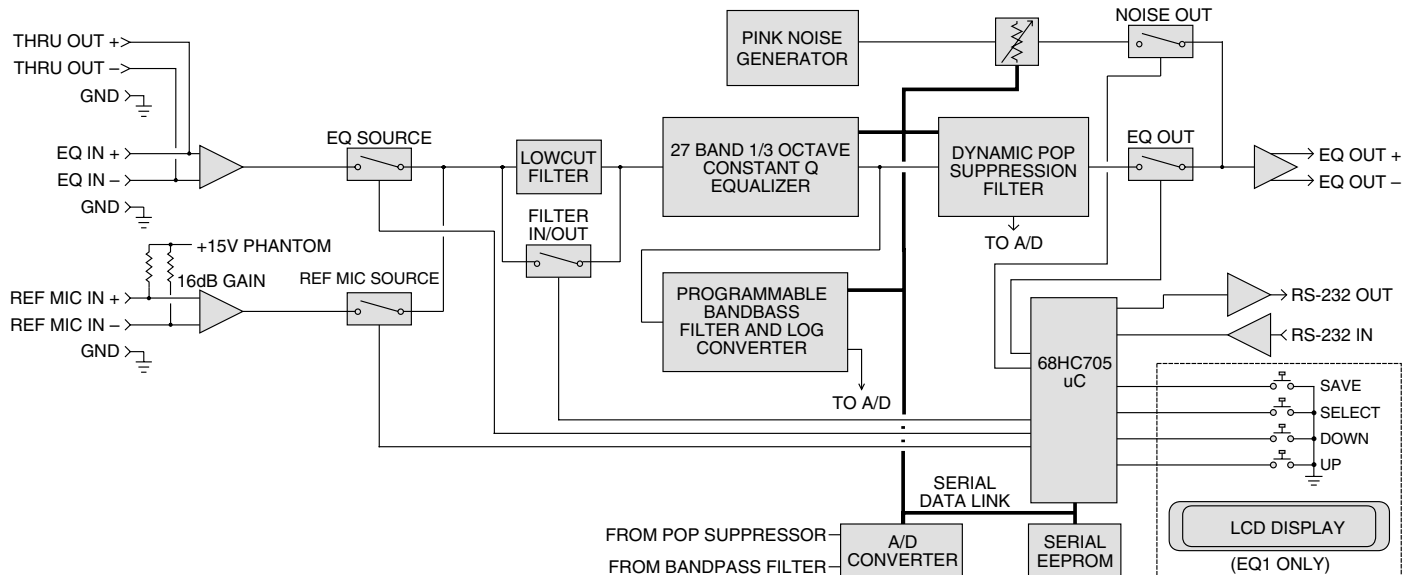 THRU OUT +
THRU OUT –
GND
EQ IN +
EQ IN –
GND
+15V PHANTOM
16dB GAIN
REF MIC IN +
REF MIC IN –
GND
EQ SOURCE
REF MIC SOURCE
LOWCUT
FILTER
FILTER
IN/OUT
PINK NOISE
GENERATOR
NOISE OUT
27 BAND 1/3 OCTAVE
CONSTANT Q
EQUALIZER
DYNAMIC POP
SUPPRESSION
FILTER
TO A/D
EQ OUT
EQ OUT +
EQ OUT –
PROGRAMMABLE
BANDBASS
FILTER AND LOG
CONVERTER
TO A/D
68HC705
uC
RS-232 OUT
RS-232 IN
SAVE
SELECT
DOWN
UP
SERIAL
DATA LINK
FROM POP SUPPRESSOR
FROM BANDPASS FILTER
A/D
CONVERTER
SERIAL
EEPROM
LCD DISPLAY
(EQ1 ONLY)